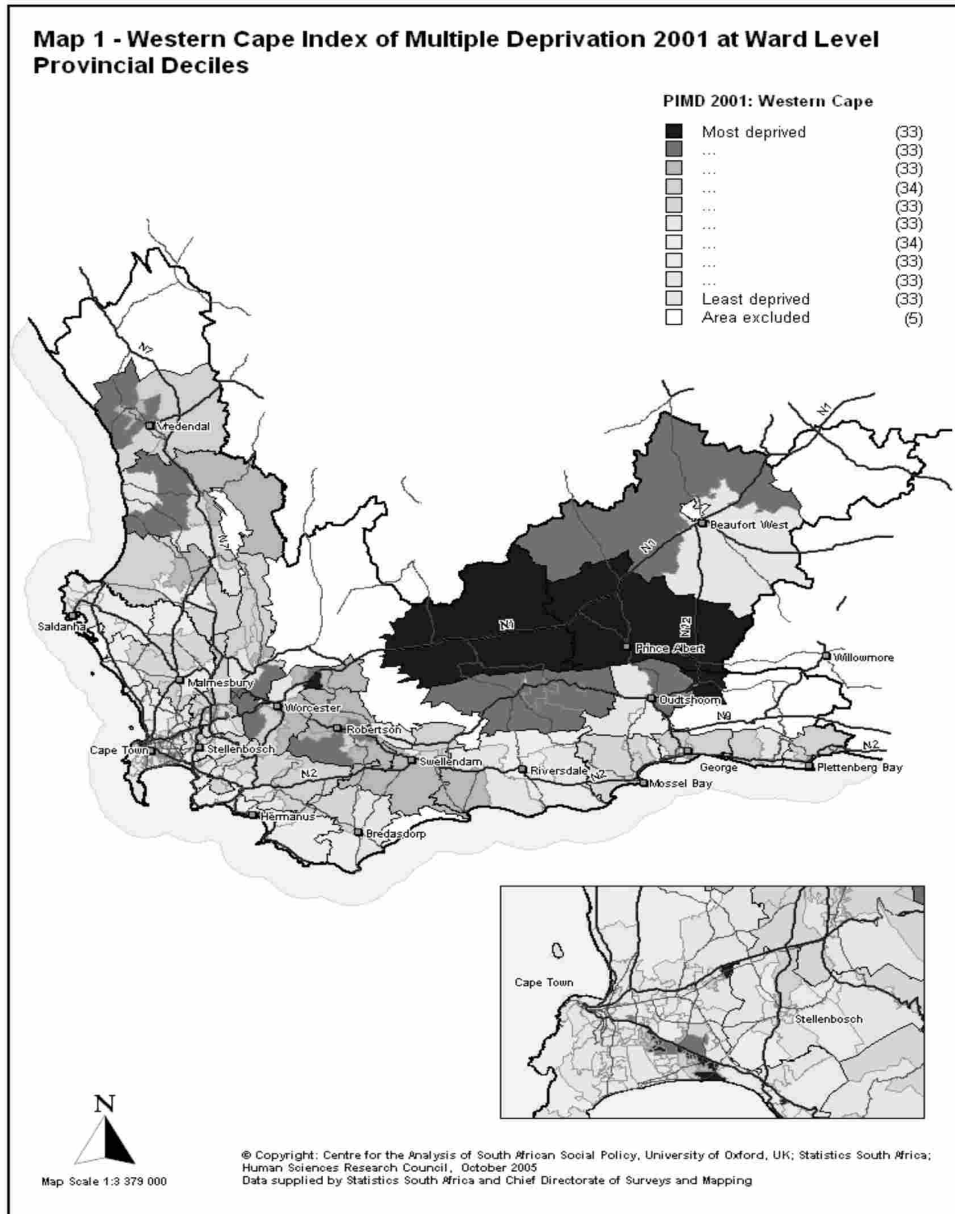 Map 1 - Western Cape Index of Multiple Deprivation 2001 at Ward Level
Provincial Deciles
PIMD 2001: Western Cape
Most deprived (33)
... (33)
... (33)
... (34)
... (33)
... (33)
... (34)
... (33)
... (33)
Least deprived (33)
Area excluded (5)
N7
Vredendal
N1
Beaufort West
N7
N1
Saldanha
N1
N12
Prince Albert
Willowmore
Malmesbury
Oudtshoorn
Worcester
N9
Robertson
Cape Town
Stellenbosch
N2
Swellendam
George
N2
Riversdale
N2
Plettenberg Bay
Mossel Bay
Hermanus
Bredasdorp
Cape Town
Stellenbosch
N
Map Scale 1:3 379 000
© Copyright: Centre for the Analysis of South African Social Policy, University of Oxford, UK; Statistics South Africa;
Human Sciences Research Council, October 2005
Data supplied by Statistics South Africa and Chief Directorate of Surveys and Mapping